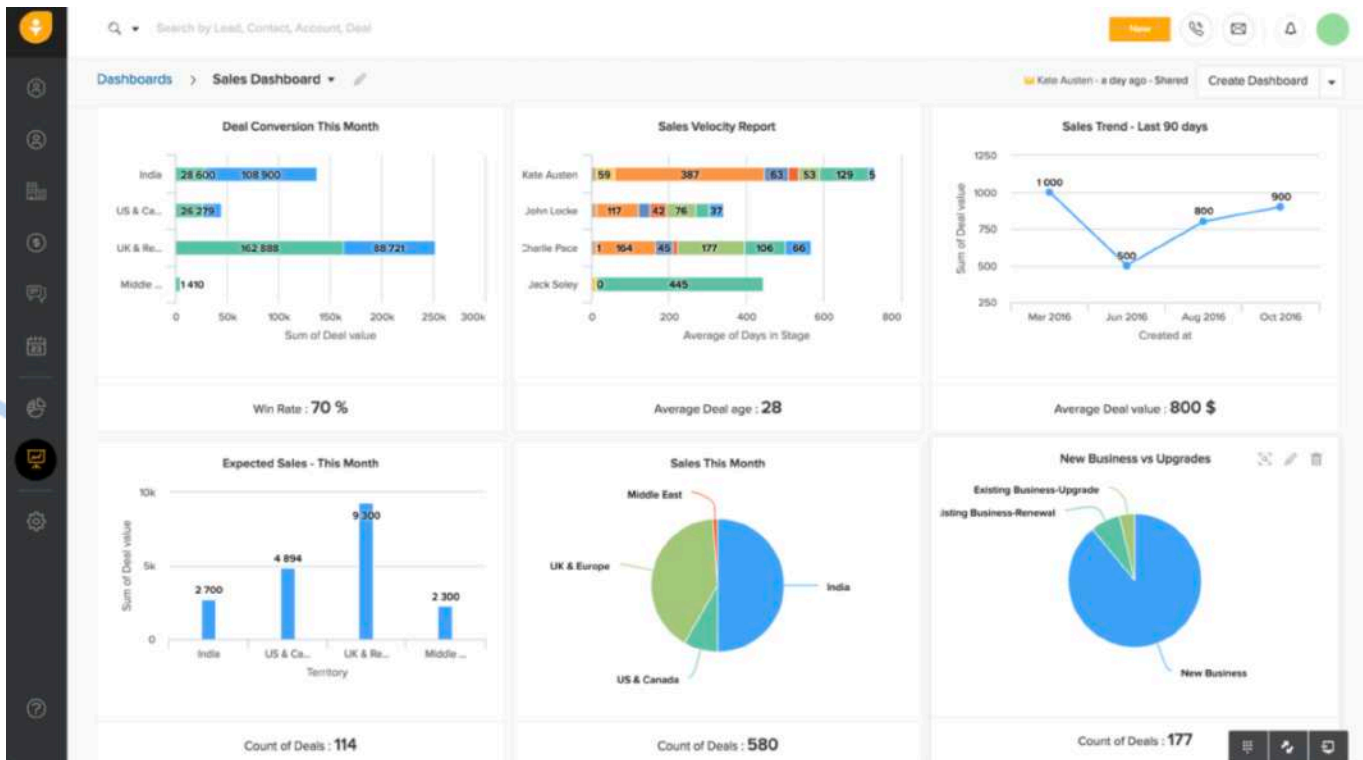 Search by Lead, Contact, Account, Deal
New
Dashboards > Sales Dashboard
Kate Austen - a day ago - Shared
Create Dashboard
Deal Conversion This Month
India
28 600 108 900
US & Ca...
26 279
UK & Re...
162 888 88 721
Middle ...
1 410
0 50k 100k 150k 200k 250k 300k
Sum of Deal value
Win Rate : 70 %
Sales Velocity Report
Kate Austen
59 387 63 53 129 5
John Locke
117 42 76 37
Charlie Pace
1 164 45 177 106 66
Jack Soley
0 445
0 200 400 600 800
Average of Days in Stage
Average Deal age : 28
Sales Trend - Last 90 days
Sum of Deal value
1250
1000
750
500
250
1 000
500
800
900
Mar 2016 Jun 2016 Aug 2016 Oct 2016
Created at
Average Deal value : 800 $
Expected Sales - This Month
Sum of Deal value
10k
5k
0
2 700
4 894
9 300
2 300
India US & Ca... UK & Re... Middle ...
Territory
Count of Deals : 114
Sales This Month
Middle East
UK & Europe
India
US & Canada
Count of Deals : 580
New Business vs Upgrades
Existing Business-Upgrade
isting Business-Renewal
New Business
Count of Deals : 177